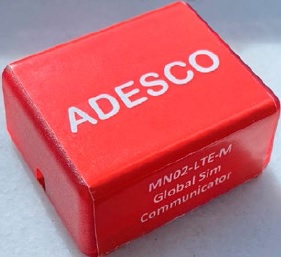 ADESCO
MN02-LTE-M
Global Sim
Communicator